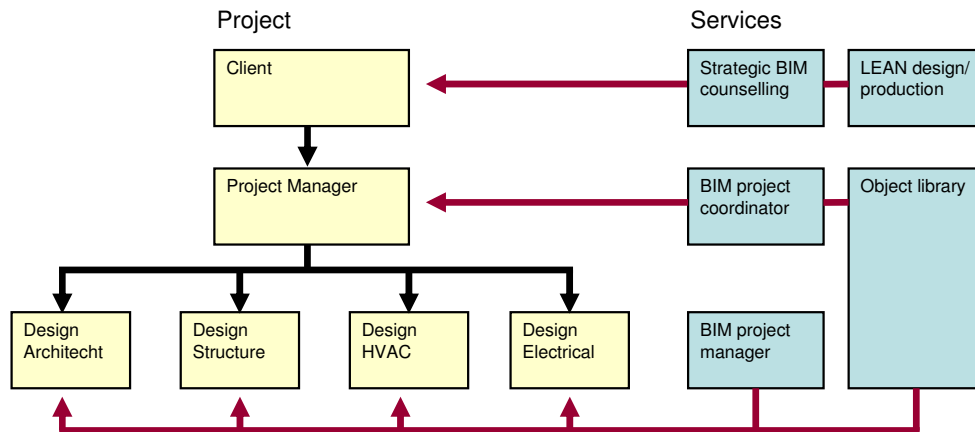 Project
Services
Client
Strategic BIM
counselling
LEAN design/
production
Project Manager
BIM project
coordinator
Object library
Design
Architecht
Design
Structure
Design
HVAC
Design
Electrical
BIM project
manager